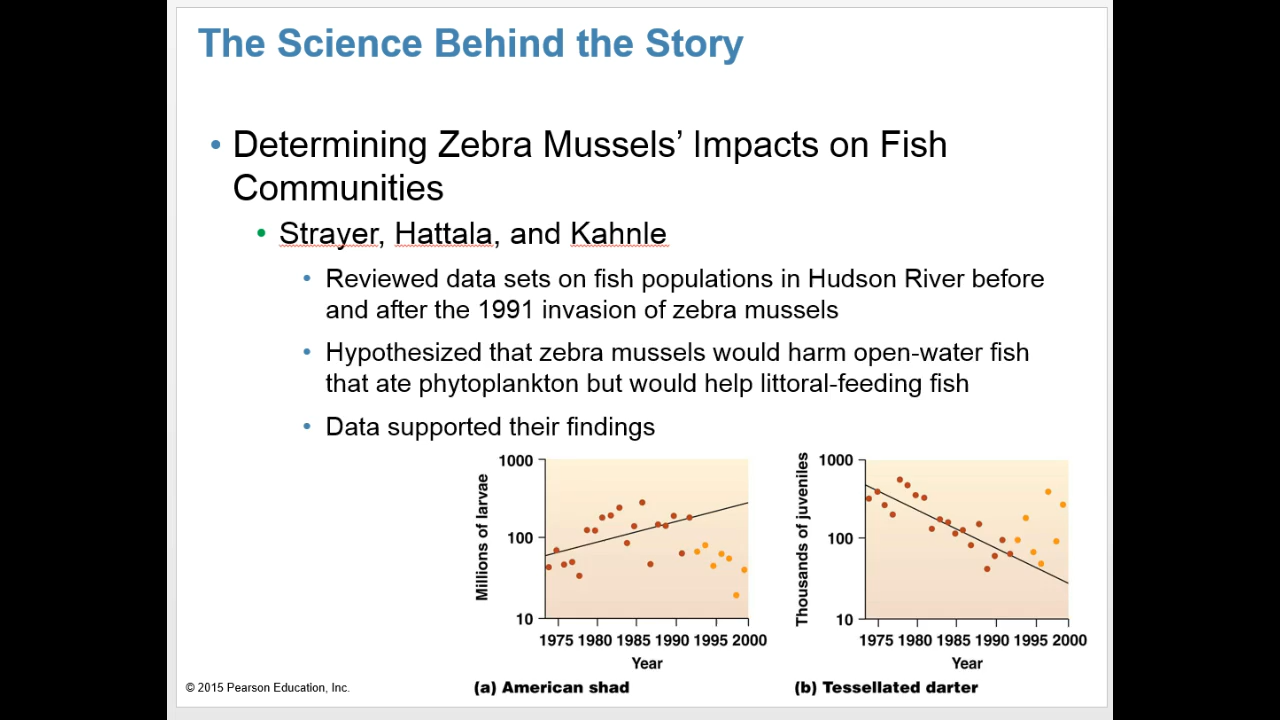 The Science Behind the Story
• Determining Zebra Mussels’ Impacts on Fish
Communities
• Strayer, Hattala, and Kahnle
• Reviewed data sets on fish populations in Hudson River before
and after the 1991 invasion of zebra mussels
• Hypothesized that zebra mussels would harm open-water fish
that ate phytoplankton but would help littoral-feeding fish
• Data supported their findings
Millions of larvae
1000
100
10
1975 1980 1985 1990 1995 2000
Year
(a) American shad
Thousands of juveniles
1000
100
10
1975 1980 1985 1990 1995 2000
Year
(b) Tessellated darter
© 2015 Pearson Education, Inc.